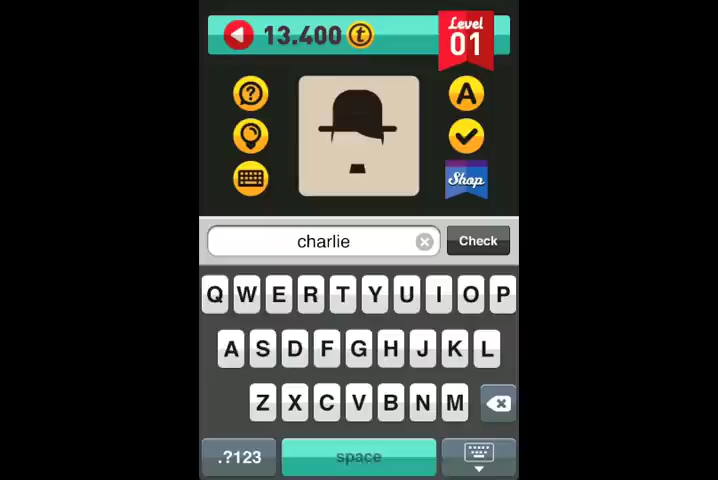 13.400 t
Level
01
?
A
Shop
charlie
Check
Q W E R T Y U I O P
A S D F G H J K L
Z X C V B N M
.?123 space